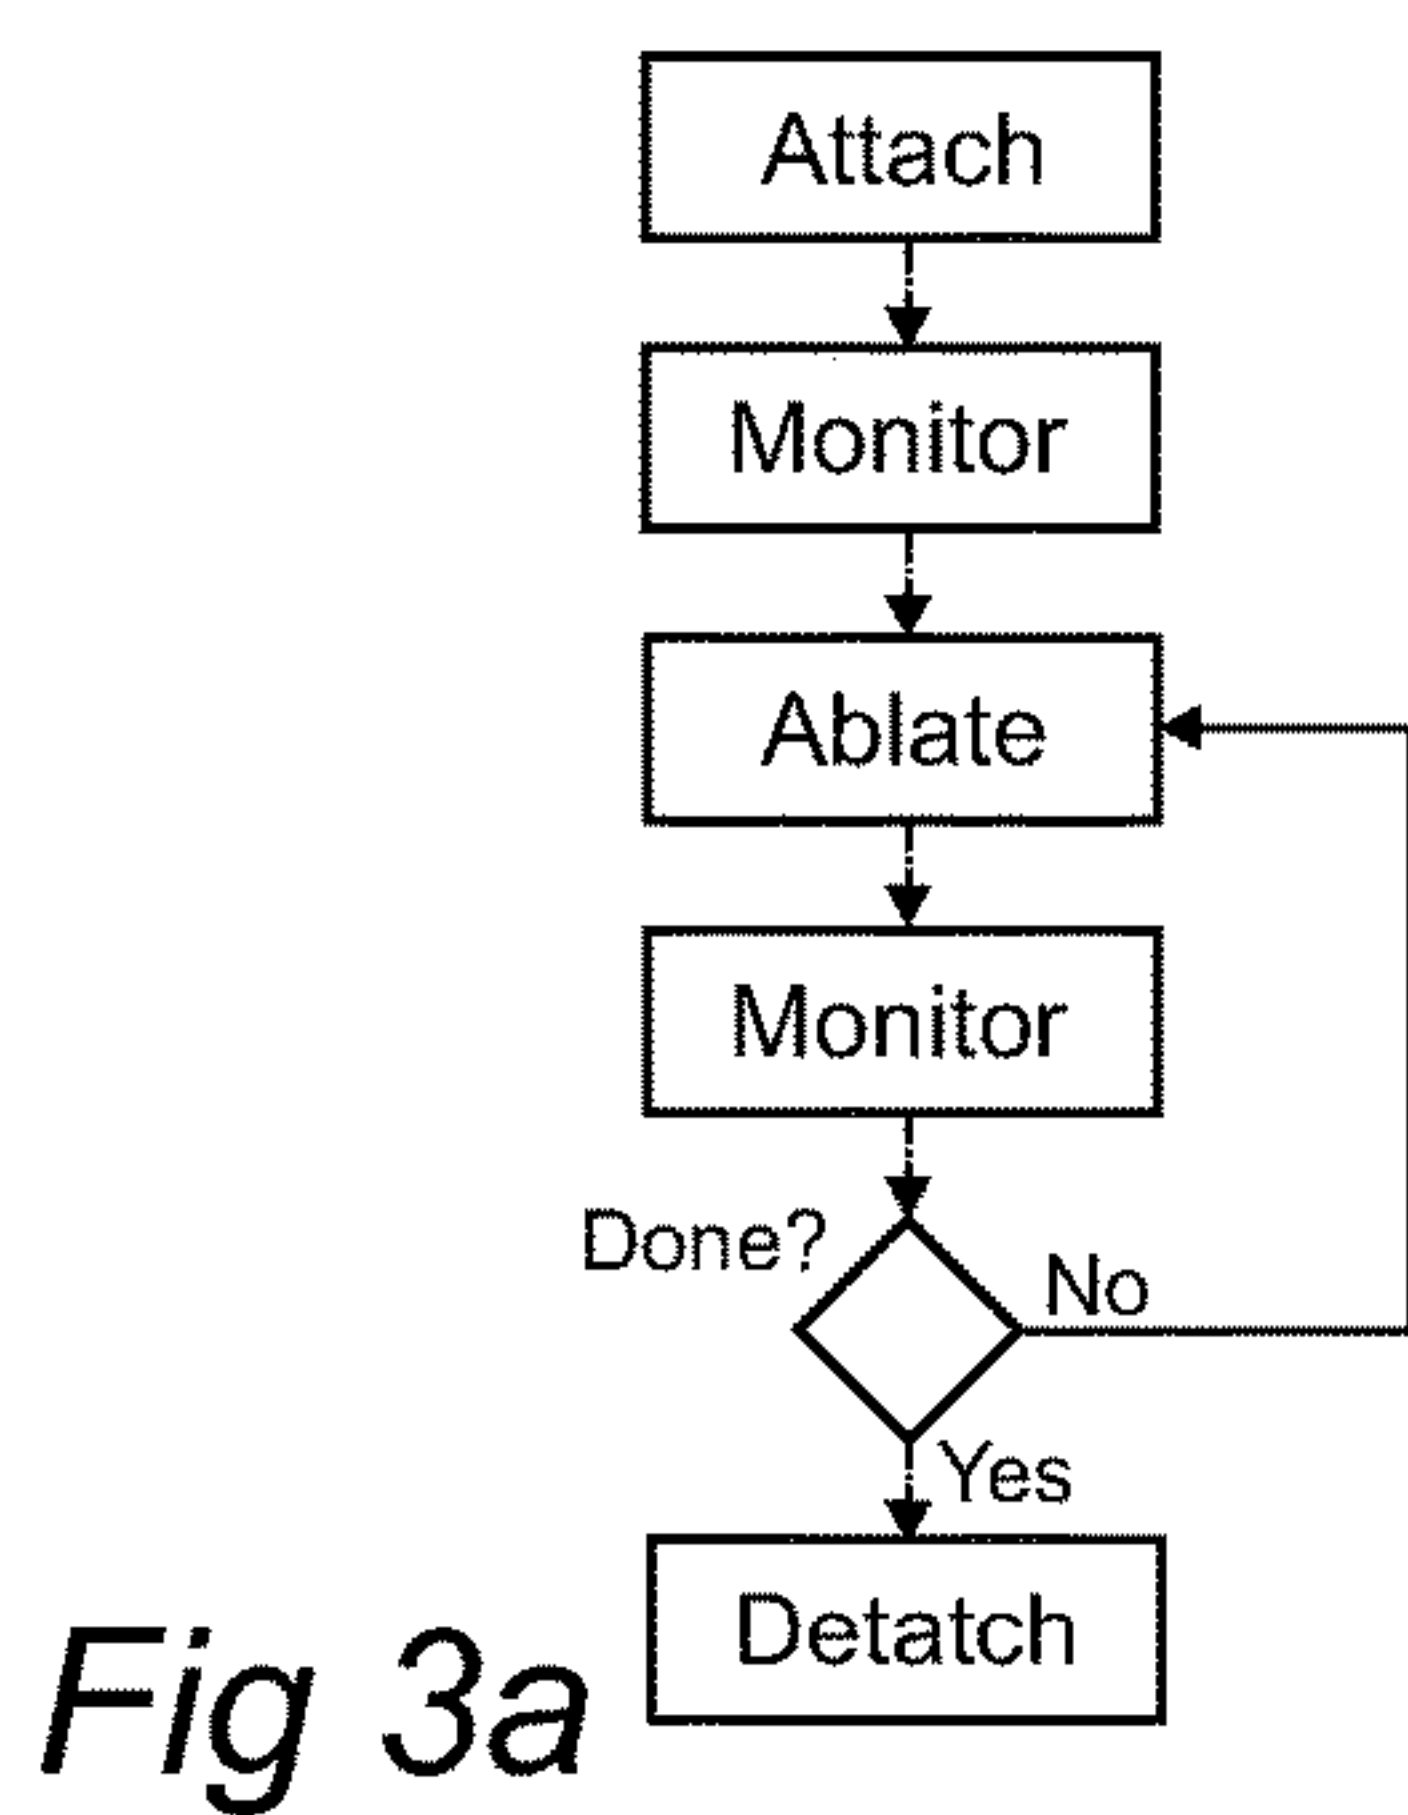 Attach
Monitor
Ablate
Monitor
Done?
No
Yes
Detatch
Fig 3a